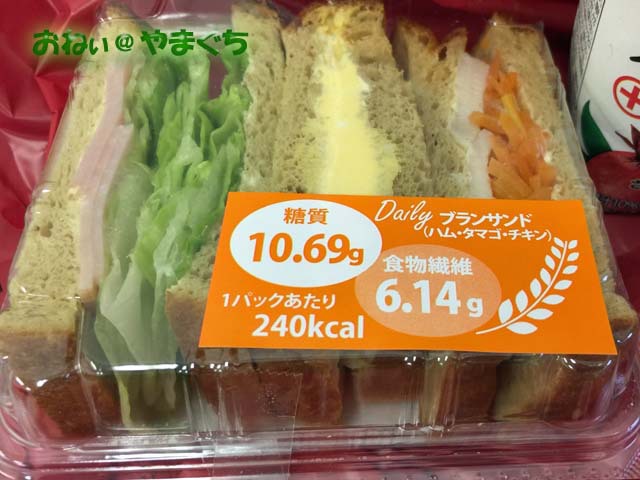 おねぃ@やまぐち
糖質
10.69g
Daily ブランサンド
(ハム・タマゴ・チキン)
食物繊維
6.14g
1パックあたり
240kcal